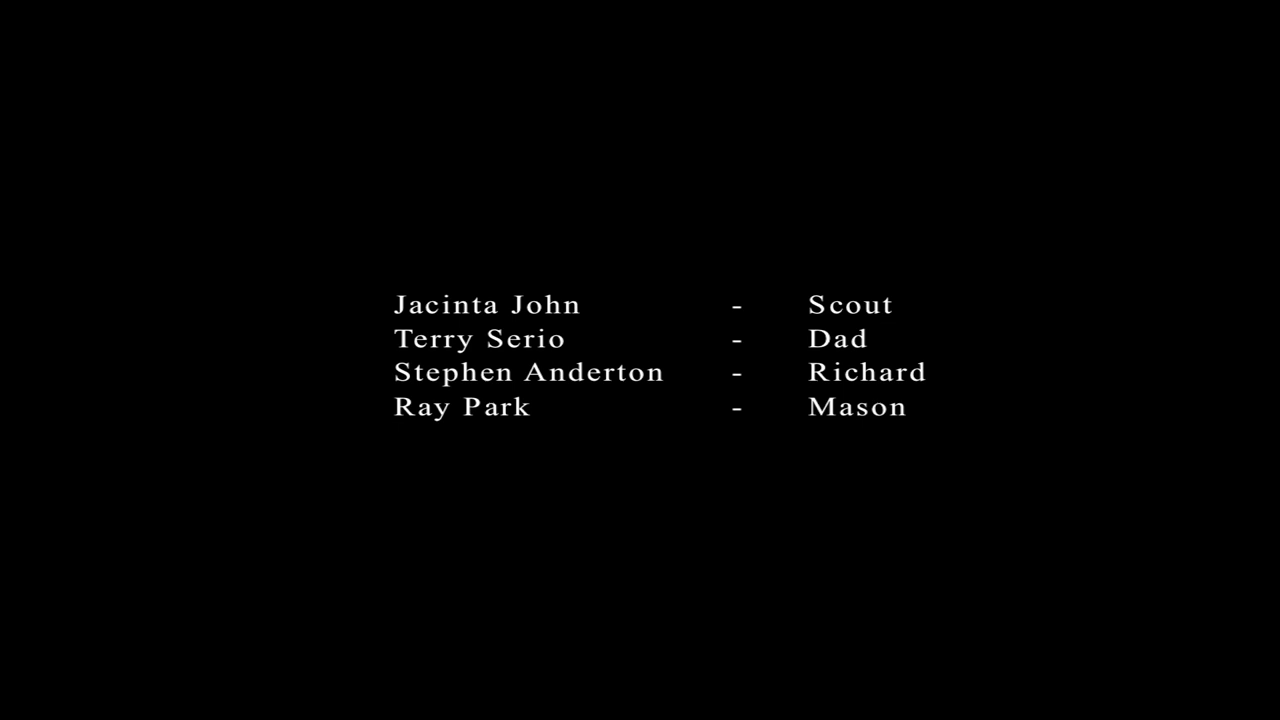 Jacinta John - Scout
Terry Serio - Dad
Stephen Anderton - Richard
Ray Park - Mason